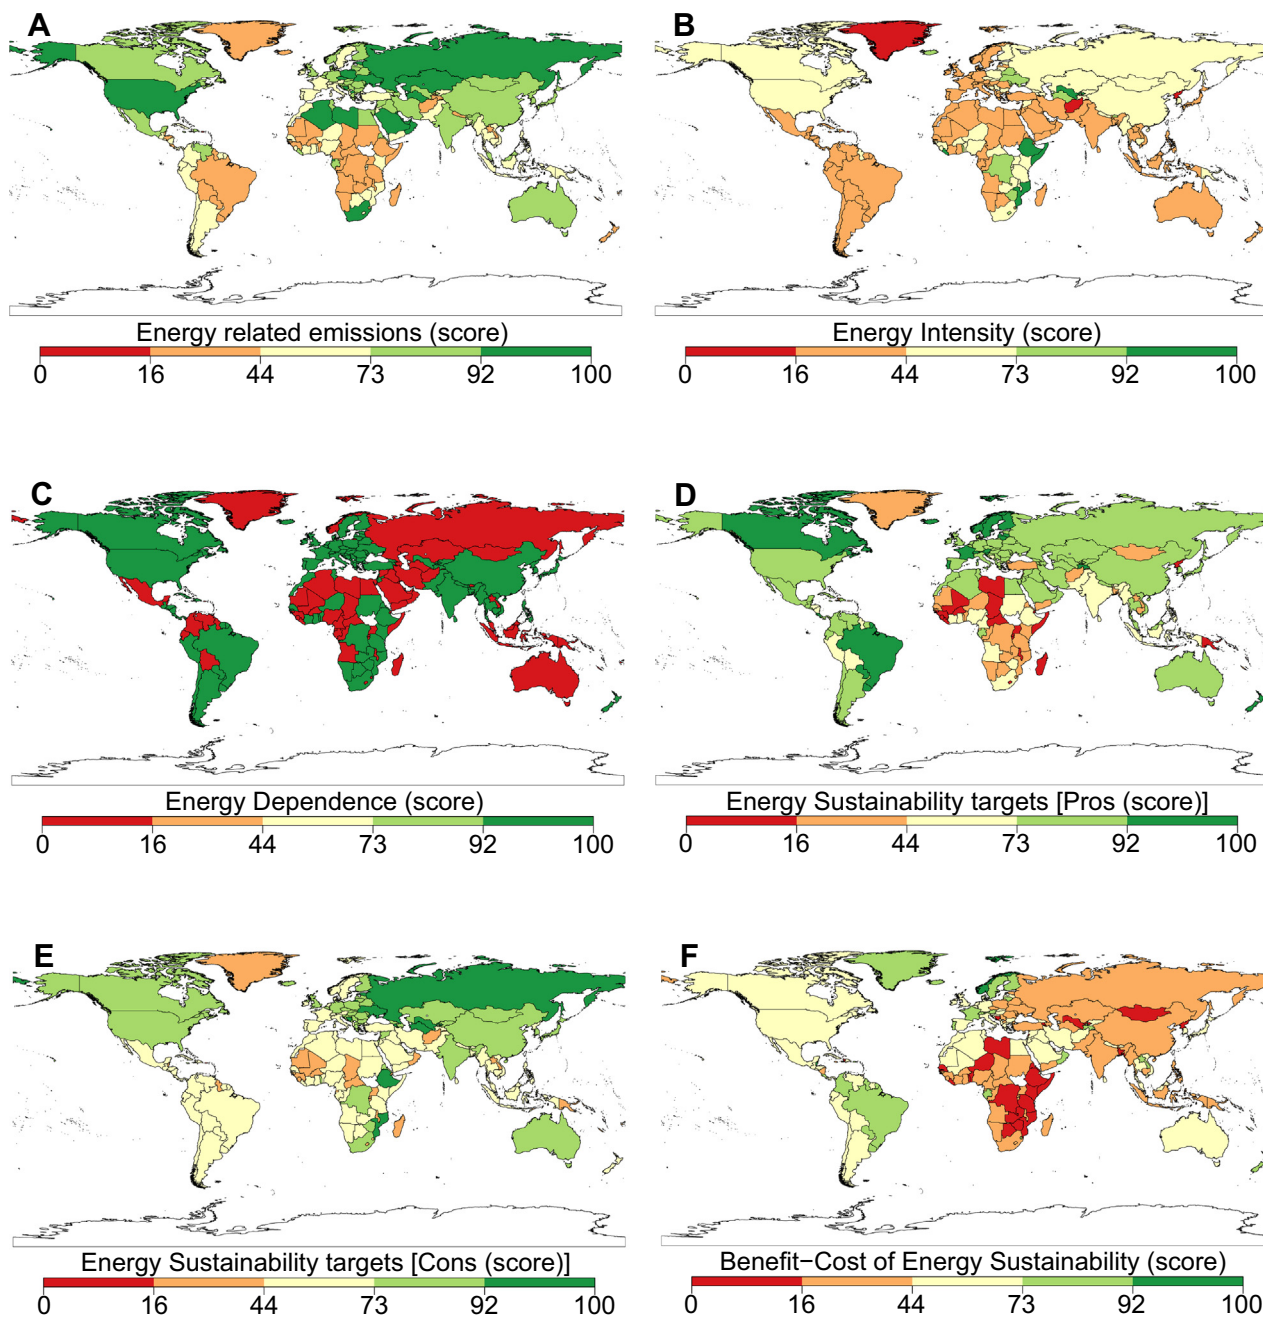 A
B
Energy related emissions (score)
0 16 44 73 92 100
Energy Intensity (score)
0 16 44 73 92 100
C
D
Energy Dependence (score)
0 16 44 73 92 100
Energy Sustainability targets [Pros (score)]
0 16 44 73 92 100
E
F
Energy Sustainability targets [Cons (score)]
0 16 44 73 92 100
Benefit−Cost of Energy Sustainability (score)
0 16 44 73 92 100